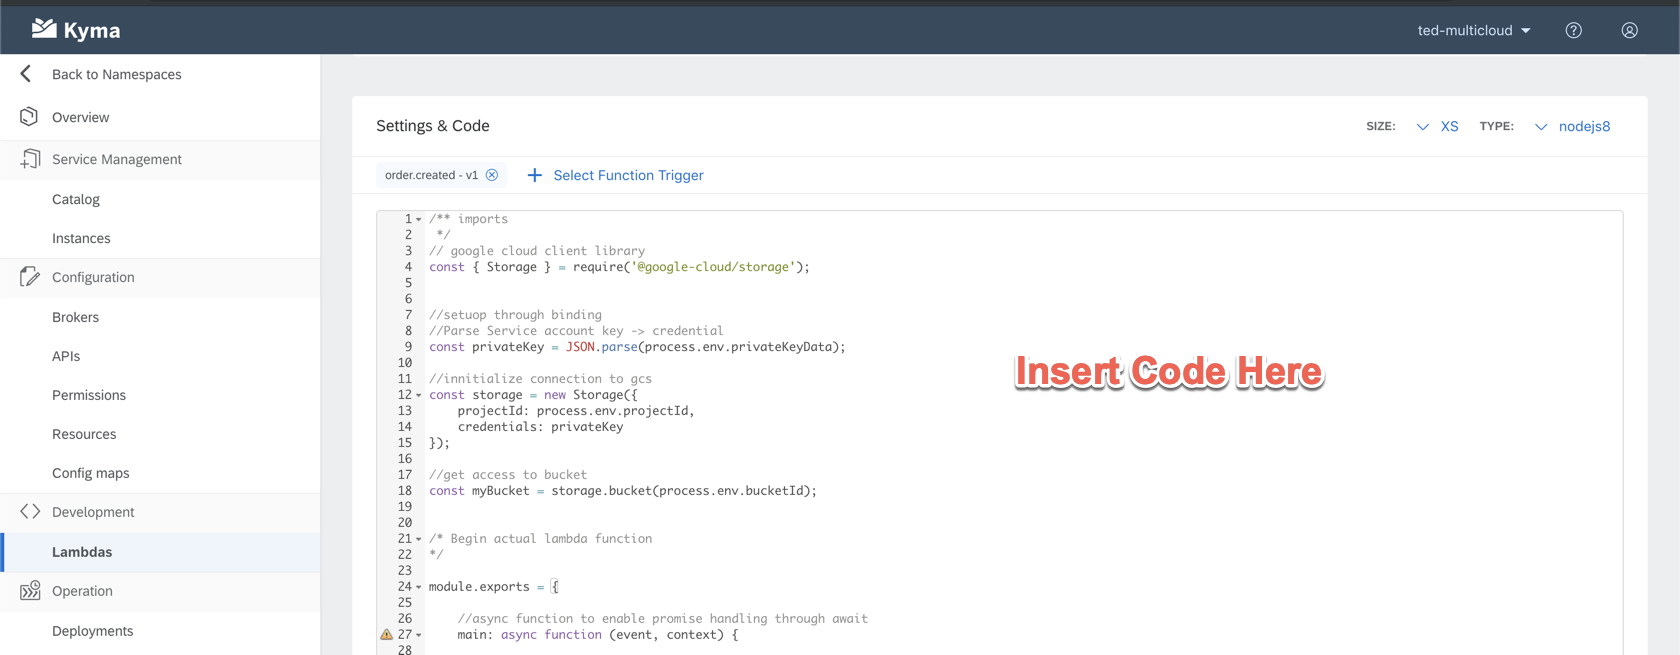 Kyma
ted-multicloud
Back to Namespaces
Overview
Service Management
Catalog
Instances
Configuration
Brokers
APIs
Permissions
Resources
Config maps
Development
Lambdas
Operation
Deployments
Settings & Code
SIZE: XS TYPE: nodejs8
order.created - v1
Select Function Trigger
1 /** imports
2  */
3 // google cloud client library
4 const { Storage } = require('@google-cloud/storage');
5
6
7 //setuop through binding
8 //Parse Service account key -> credential
9 const privateKey = JSON.parse(process.env.privateKeyData);
10
11 //innitialize connection to gcs
12 const storage = new Storage({
13     projectId: process.env.projectId,
14     credentials: privateKey
15 });
16
17 //get access to bucket
18 const myBucket = storage.bucket(process.env.bucketId);
19
20
21 /* Begin actual lambda function
22 */
23
24 module.exports = {
25
26     //async function to enable promise handling through await
27     main: async function (event, context) {
28
Insert Code Here